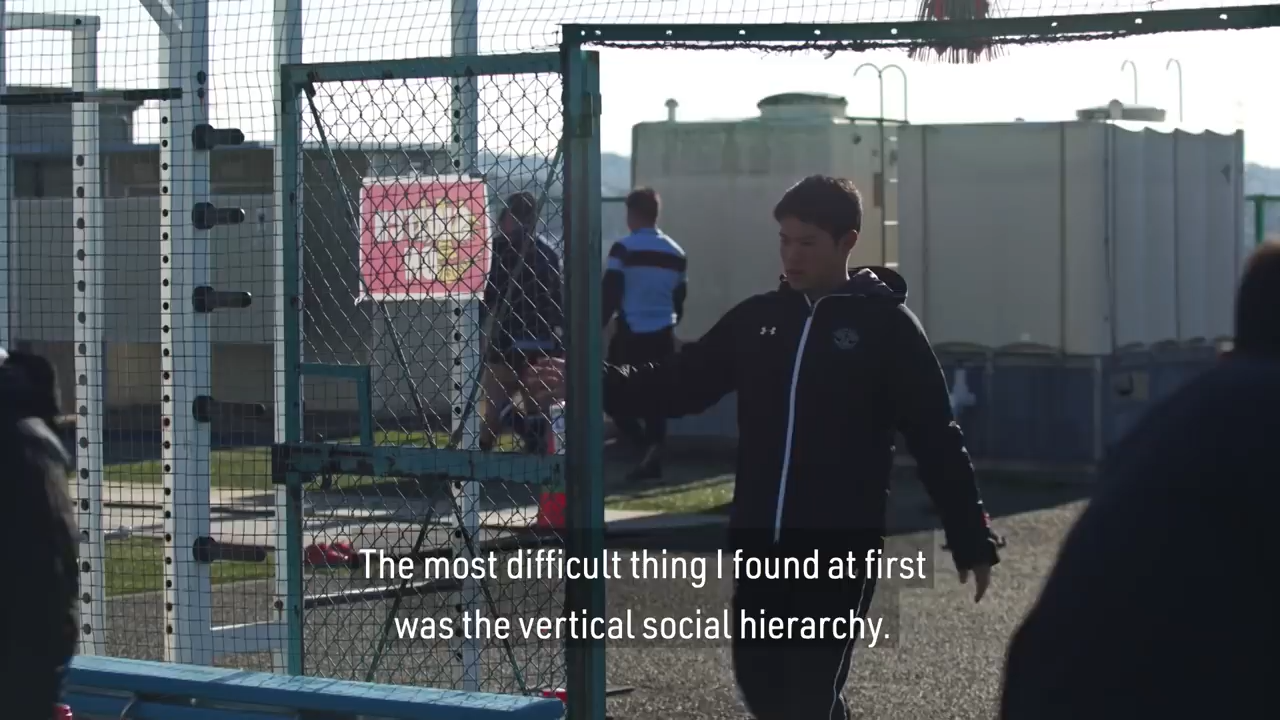 The most difficult thing I found at first
was the vertical social hierarchy.